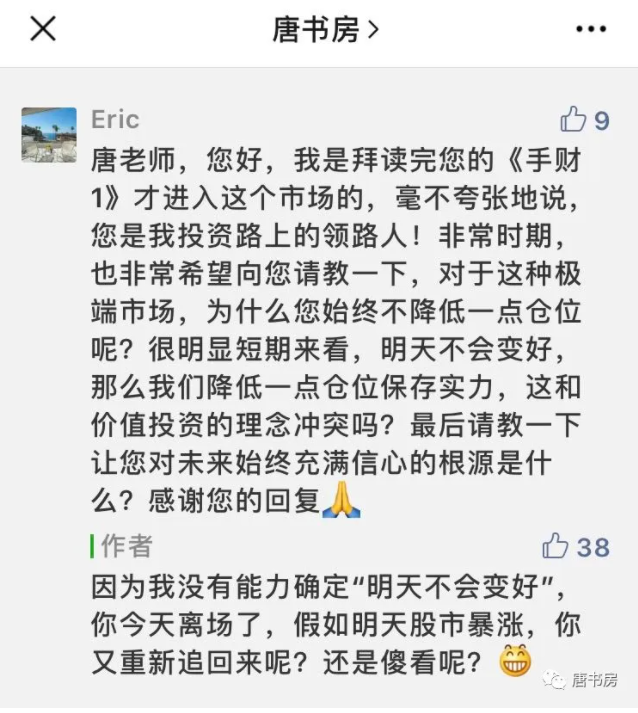 唐书房
Eric
9
唐老师，您好，我是拜读完您的《手财
1》才进入这个市场的，毫不夸张地说，
您是我投资路上的领路人！非常时期，
也非常希望向您请教一下，对于这种极
端市场，为什么您始终不降低一点仓位
呢？很明显短期来看，明天不会变好，
那么我们降低一点仓位保存实力，这和
价值投资的理念冲突吗？最后请教一下
让您对未来始终充满信心的根源是什
么？感谢您的回复🙏
作者
38
因为我没有能力确定“明天不会变好”，
你今天离场了，假如明天股市暴涨，你
又重新追回来呢？还是傻看呢？😁
唐书房